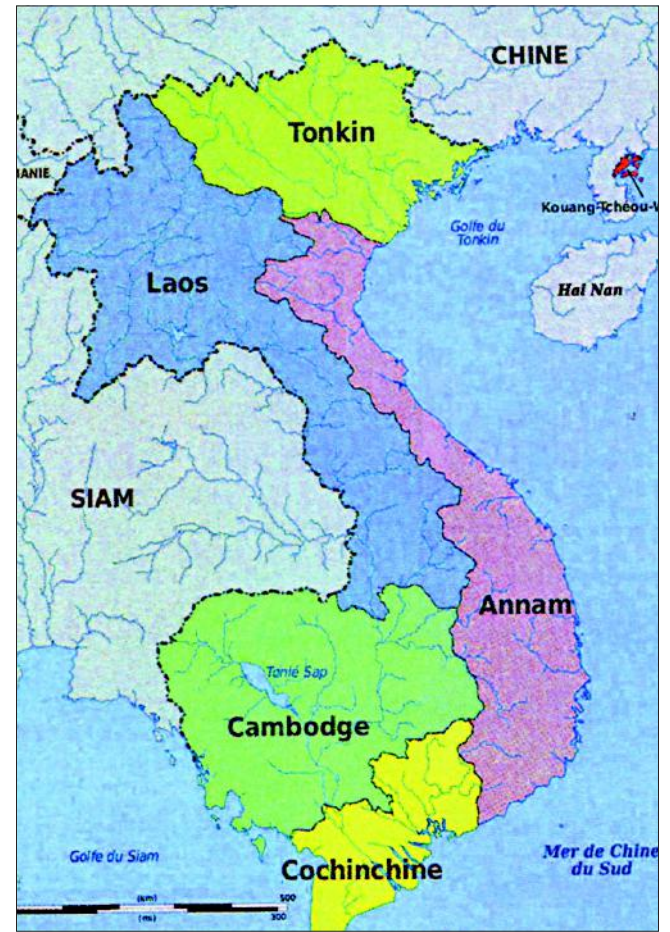 CHINE
Tonkin
MANIE
Kouang-Tcheou-W
Golfe du
Tonkin
Laos
Hai Nan
SIAM
Annam
Tonlé Sap
Cambodge
Golfe du Siam
Cochinchine
Mer de Chine
du Sud
(km)
500
(mi)
300